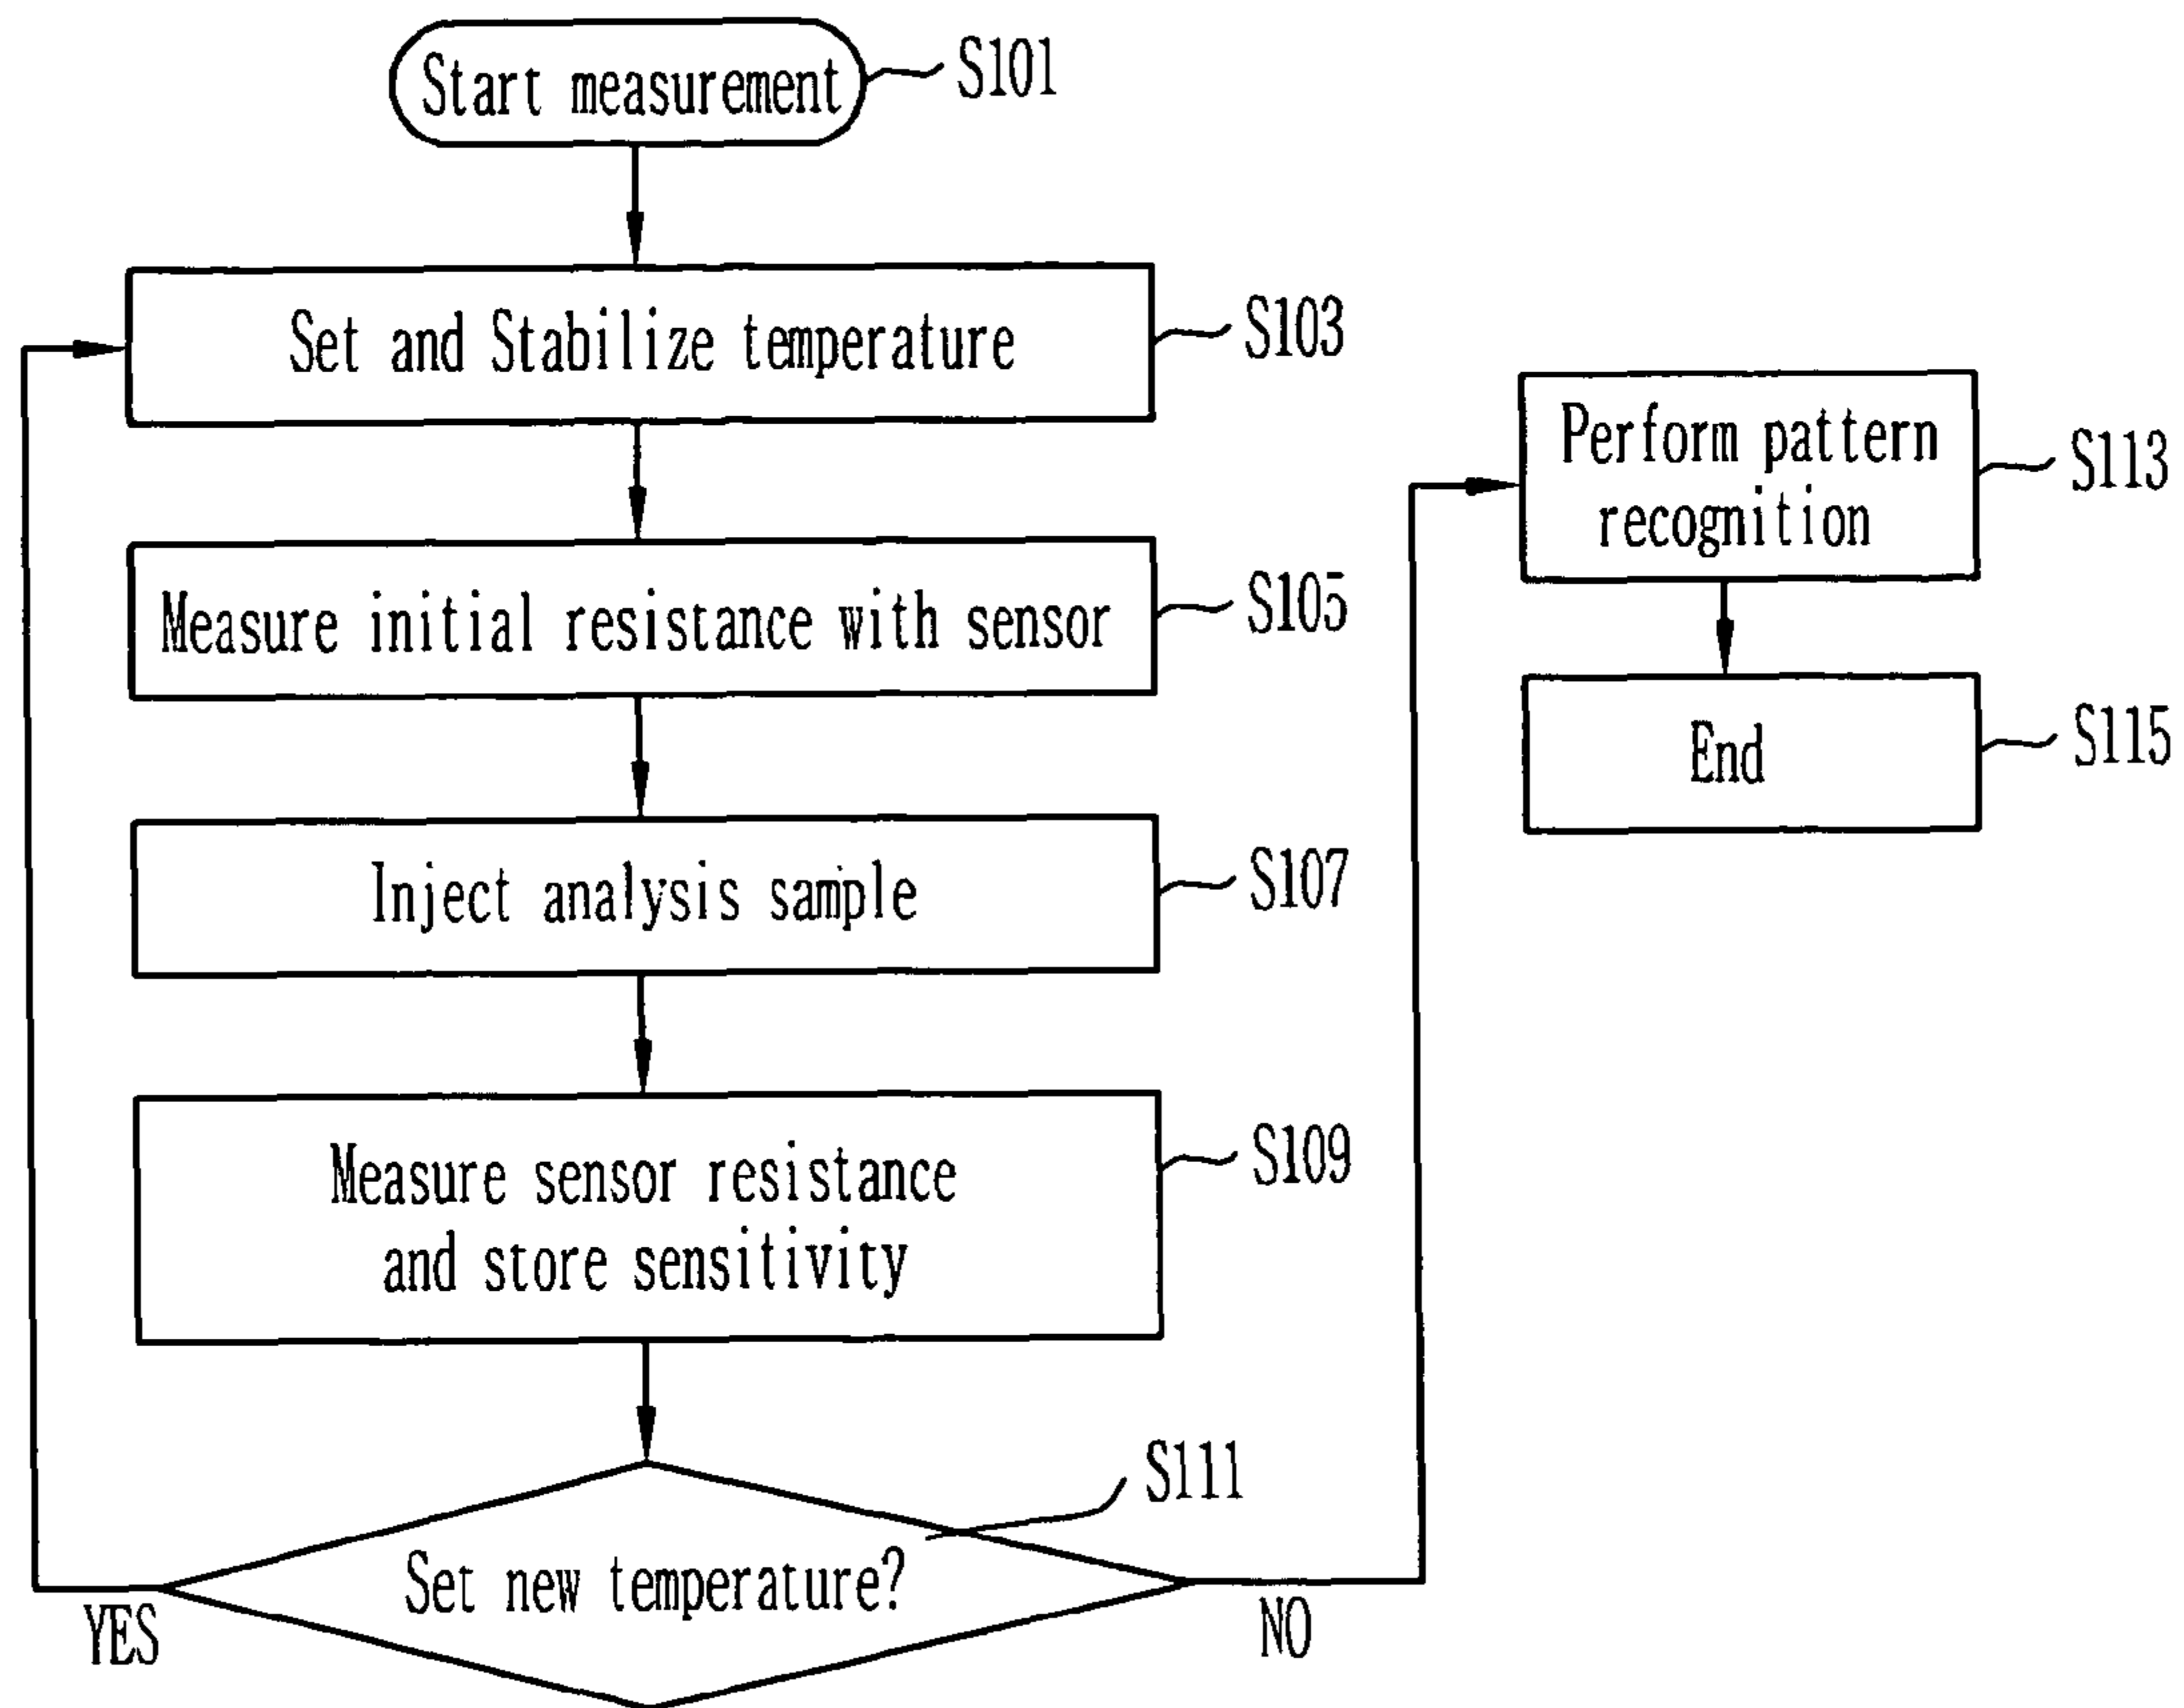 Start measurement
S101
Set and Stabilize temperature
S103
Measure initial resistance with sensor
S105
Inject analysis sample
S107
Measure sensor resistance
and store sensitivity
S109
Set new temperature?
S111
YES
NO
Perform pattern
recognition
S113
End
S115